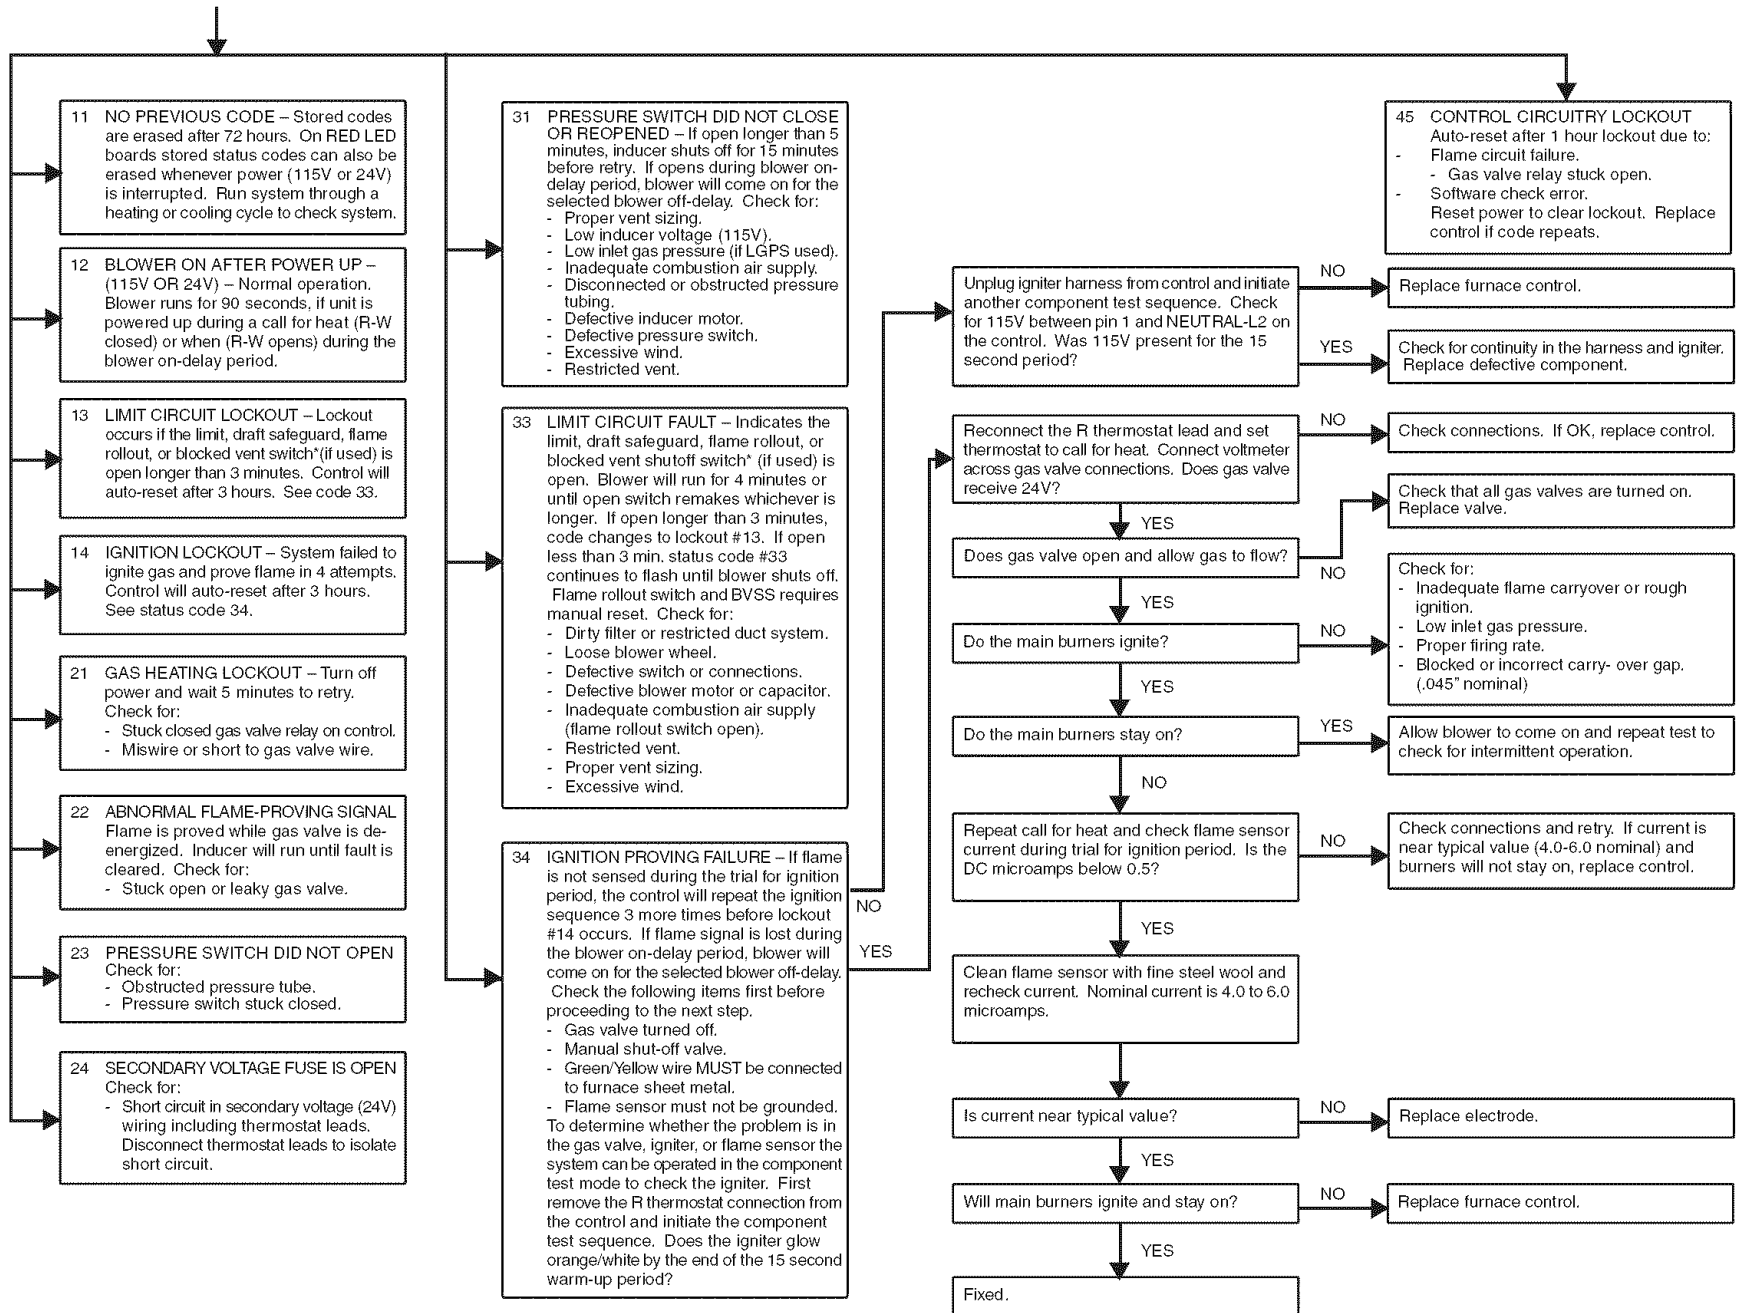 11 NO PREVIOUS CODE – Stored codes
are erased after 72 hours. On RED LED
boards stored status codes can also be
erased whenever power (115V or 24V)
is interrupted. Run system through a
heating or cooling cycle to check system.
12 BLOWER ON AFTER POWER UP –
(115V OR 24V) – Normal operation.
Blower runs for 90 seconds, if unit is
powered up during a call for heat (R-W
closed) or when (R-W opens) during the
blower on-delay period.
13 LIMIT CIRCUIT LOCKOUT – Lockout
occurs if the limit, draft safeguard, flame
rollout, or blocked vent switch*(if used) is
open longer than 3 minutes. Control will
auto-reset after 3 hours. See code 33.
14 IGNITION LOCKOUT – System failed to
ignite gas and prove flame in 4 attempts.
Control will auto-reset after 3 hours.
See status code 34.
21 GAS HEATING LOCKOUT – Turn off
power and wait 5 minutes to retry.
Check for:
- Stuck closed gas valve relay on control.
- Miswire or short to gas valve wire.
22 ABNORMAL FLAME-PROVING SIGNAL
Flame is proved while gas valve is de-
energized. Inducer will run until fault is
cleared. Check for:
- Stuck open or leaky gas valve.
23 PRESSURE SWITCH DID NOT OPEN
Check for:
- Obstructed pressure tube.
- Pressure switch stuck closed.
24 SECONDARY VOLTAGE FUSE IS OPEN
Check for:
- Short circuit in secondary voltage (24V)
wiring including thermostat leads.
Disconnect thermostat leads to isolate
short circuit.
31 PRESSURE SWITCH DID NOT CLOSE
OR REOPENED – If open longer than 5
minutes, inducer shuts off for 15 minutes
before retry. If opens during blower on-
delay period, blower will come on for the
selected blower off-delay. Check for:
- Proper vent sizing.
- Low inducer voltage (115V).
- Low inlet gas pressure (if LGPS used).
- Inadequate combustion air supply.
- Disconnected or obstructed pressure
tubing.
- Defective inducer motor.
- Defective pressure switch.
- Excessive wind.
- Restricted vent.
33 LIMIT CIRCUIT FAULT – Indicates the
limit, draft safeguard, flame rollout, or
blocked vent shutoff switch* (if used) is
open. Blower will run for 4 minutes or
until open switch remakes whichever is
longer. If open longer than 3 minutes,
code changes to lockout #13. If open
less than 3 min. status code #33
continues to flash until blower shuts off.
Flame rollout switch and BVSS requires
manual reset. Check for:
- Dirty filter or restricted duct system.
- Loose blower wheel.
- Defective switch or connections.
- Defective blower motor or capacitor.
- Inadequate combustion air supply
(flame rollout switch open).
- Restricted vent.
- Proper vent sizing.
- Excessive wind.
34 IGNITION PROVING FAILURE – If flame
is not sensed during the trial for ignition
period, the control will repeat the ignition
sequence 3 more times before lockout
#14 occurs. If flame signal is lost during
the blower on-delay period, blower will
come on for the selected blower off-delay.
Check the following items first before
proceeding to the next step.
- Gas valve turned off.
- Manual shut-off valve.
- Green/Yellow wire MUST be connected
to furnace sheet metal.
- Flame sensor must not be grounded.
To determine whether the problem is in
the gas valve, igniter, or flame sensor the
system can be operated in the component
test mode to check the igniter. First
remove the R thermostat connection from
the control and initiate the component
test sequence. Does the igniter glow
orange/white by the end of the 15 second
warm-up period?
NO
YES
45 CONTROL CIRCUITRY LOCKOUT
Auto-reset after 1 hour lockout due to:
- Flame circuit failure.
- Gas valve relay stuck open.
- Software check error.
Reset power to clear lockout. Replace
control if code repeats.
Unplug igniter harness from control and initiate
another component test sequence. Check
for 115V between pin 1 and NEUTRAL-L2 on
the control. Was 115V present for the 15
second period?
NO
Replace furnace control.
YES
Check for continuity in the harness and igniter.
Replace defective component.
Reconnect the R thermostat lead and set
thermostat to call for heat. Connect voltmeter
across gas valve connections. Does gas valve
receive 24V?
NO
Check connections. If OK, replace control.
YES
Does gas valve open and allow gas to flow?
NO
Check that all gas valves are turned on.
Replace valve.
YES
Do the main burners ignite?
NO
Check for:
- Inadequate flame carryover or rough
ignition.
- Low inlet gas pressure.
- Proper firing rate.
- Blocked or incorrect carry- over gap.
(.045" nominal)
YES
Do the main burners stay on?
YES
Allow blower to come on and repeat test to
check for intermittent operation.
NO
Repeat call for heat and check flame sensor
current during trial for ignition period. Is the
DC microamps below 0.5?
NO
Check connections and retry. If current is
near typical value (4.0-6.0 nominal) and
burners will not stay on, replace control.
YES
Clean flame sensor with fine steel wool and
recheck current. Nominal current is 4.0 to 6.0
microamps.
Is current near typical value?
NO
Replace electrode.
YES
Will main burners ignite and stay on?
NO
Replace furnace control.
YES
Fixed.